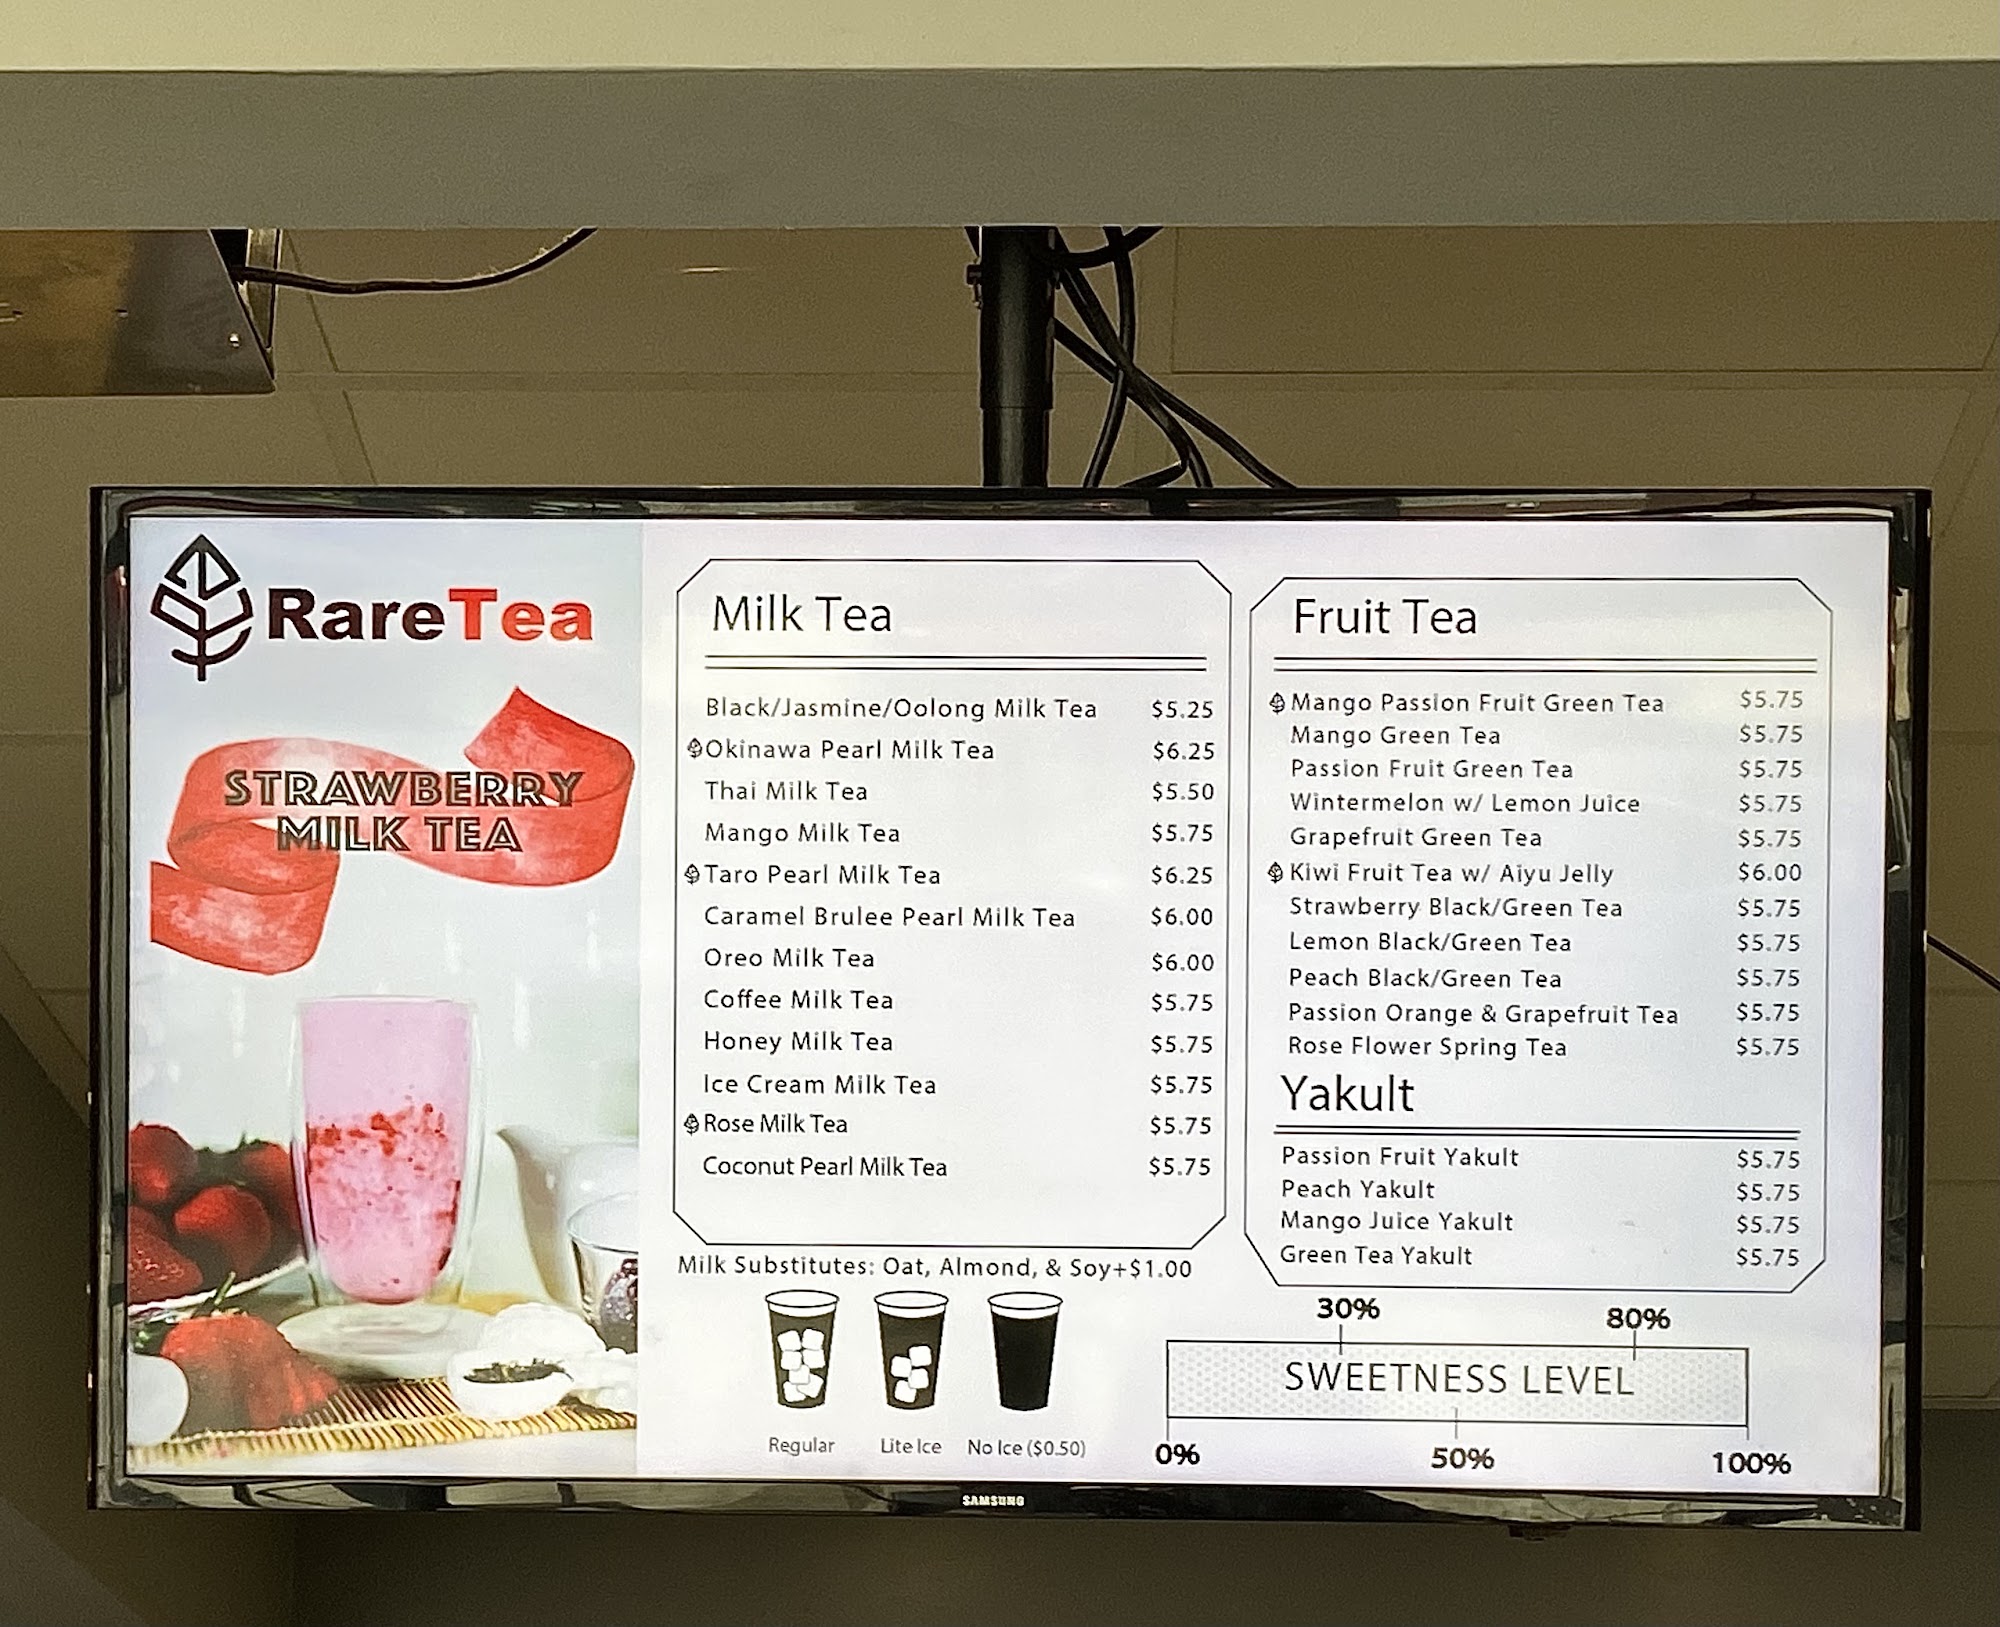 RareTea
STRAWBERRY
MILK TEA
Milk Tea
Black/Jasmine/Oolong Milk Tea $5.25
Okinawa Pearl Milk Tea $6.25
Thai Milk Tea $5.50
Mango Milk Tea $5.75
Taro Pearl Milk Tea $6.25
Caramel Brulee Pearl Milk Tea $6.00
Oreo Milk Tea $6.00
Coffee Milk Tea $5.75
Honey Milk Tea $5.75
Ice Cream Milk Tea $5.75
Rose Milk Tea $5.75
Coconut Pearl Milk Tea $5.75
Milk Substitutes: Oat, Almond, & Soy+$1.00
Regular Lite Ice No Ice ($0.50)
Fruit Tea
Mango Passion Fruit Green Tea $5.75
Mango Green Tea $5.75
Passion Fruit Green Tea $5.75
Wintermelon w/ Lemon Juice $5.75
Grapefruit Green Tea $5.75
Kiwi Fruit Tea w/ Aiyu Jelly $6.00
Strawberry Black/Green Tea $5.75
Lemon Black/Green Tea $5.75
Peach Black/Green Tea $5.75
Passion Orange & Grapefruit Tea $5.75
Rose Flower Spring Tea $5.75
Yakult
Passion Fruit Yakult $5.75
Peach Yakult $5.75
Mango Juice Yakult $5.75
Green Tea Yakult $5.75
30% 80%
SWEETNESS LEVEL
0% 50% 100%
SAMSUNG